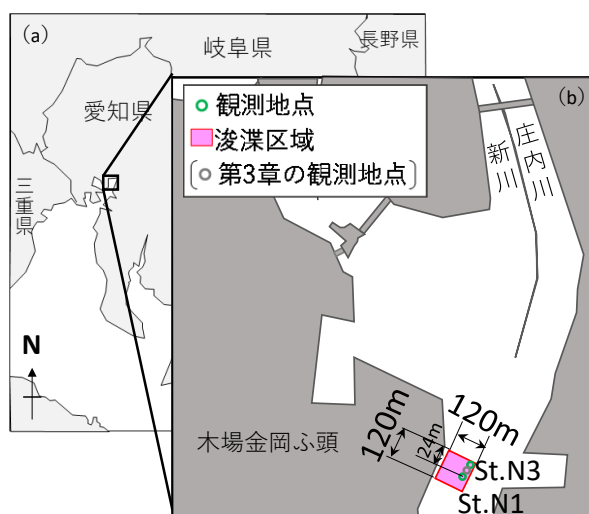 (a)
岐阜県
長野県
愛知県
三重県
N
(b)
観測地点
浚渫区域
第3章の観測地点
新川
庄内川
木場金岡ふ頭
120m
24m
120m
St.N3
St.N1